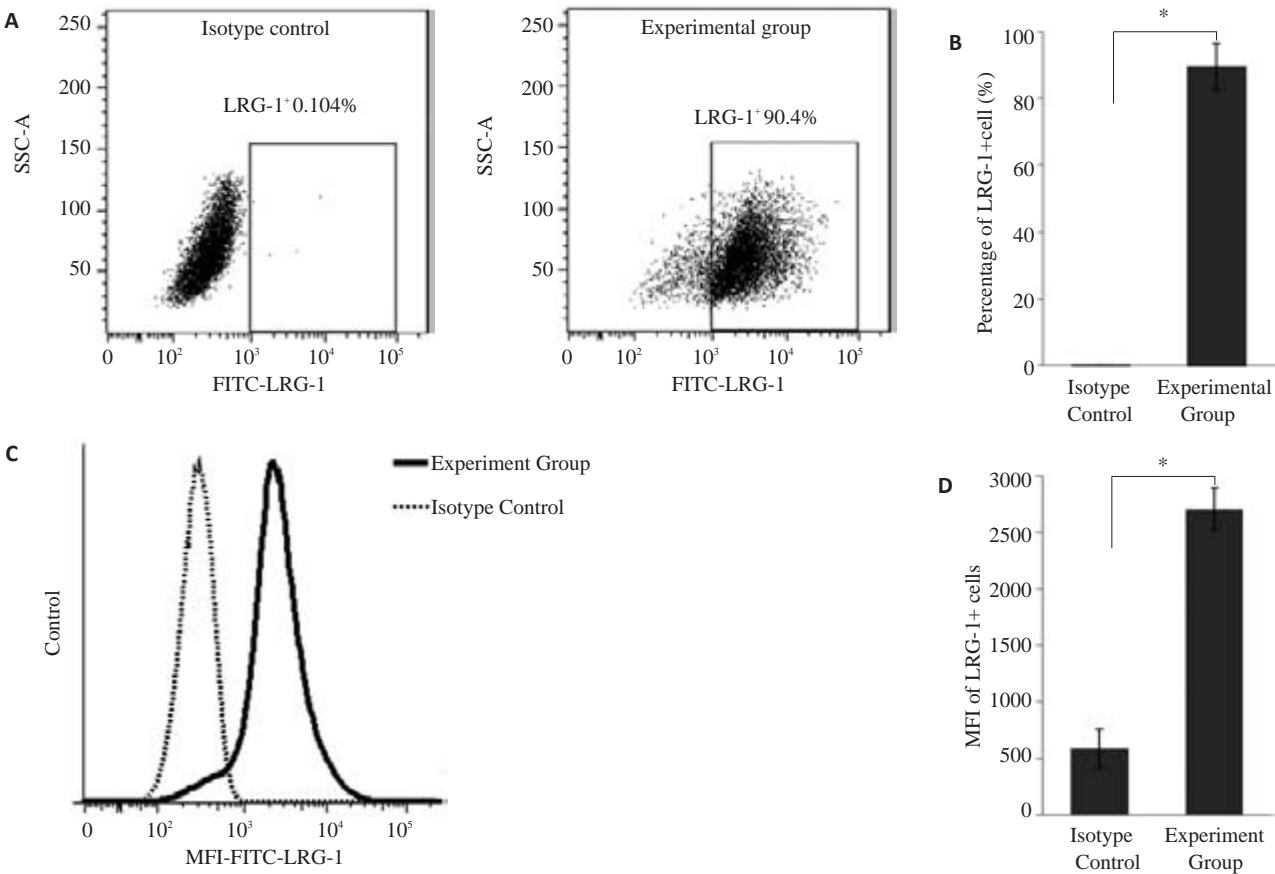 A
Isotype control
LRG-1⁺ 0.104%
SSC-A
250
200
150
100
50
0
10²
10³
10⁴
10⁵
FITC-LRG-1
Experimental group
LRG-1⁺ 90.4%
SSC-A
250
200
150
100
50
0
10²
10³
10⁴
10⁵
FITC-LRG-1
B
*
Percentage of LRG-1+cell (%)
100
80
60
40
20
0
Isotype
Control
Experimental
Group
C
Experiment Group
Isotype Control
Control
0
10²
10³
10⁴
10⁵
MFI-FITC-LRG-1
D
*
MFI of LRG-1+ cells
3000
2500
2000
1500
1000
500
0
Isotype
Control
Experiment
Group